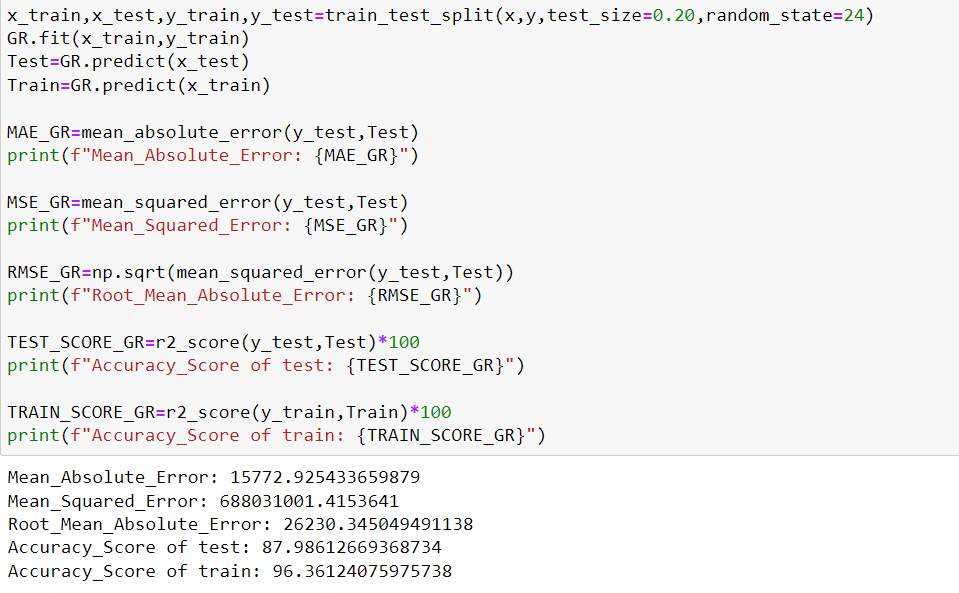 x_train,x_test,y_train,y_test=train_test_split(x,y,test_size=0.20,random_state=24)
GR.fit(x_train,y_train)
Test=GR.predict(x_test)
Train=GR.predict(x_train)
MAE_GR=mean_absolute_error(y_test,Test)
print(f"Mean_Absolute_Error: {MAE_GR}")
MSE_GR=mean_squared_error(y_test,Test)
print(f"Mean_Squared_Error: {MSE_GR}")
RMSE_GR=np.sqrt(mean_squared_error(y_test,Test))
print(f"Root_Mean_Absolute_Error: {RMSE_GR}")
TEST_SCORE_GR=r2_score(y_test,Test)*100
print(f"Accuracy_Score of test: {TEST_SCORE_GR}")
TRAIN_SCORE_GR=r2_score(y_train,Train)*100
print(f"Accuracy_Score of train: {TRAIN_SCORE_GR}")
Mean_Absolute_Error: 15772.925433659879
Mean_Squared_Error: 688031001.4153641
Root_Mean_Absolute_Error: 26230.345049491138
Accuracy_Score of test: 87.98612669368734
Accuracy_Score of train: 96.36124075975738